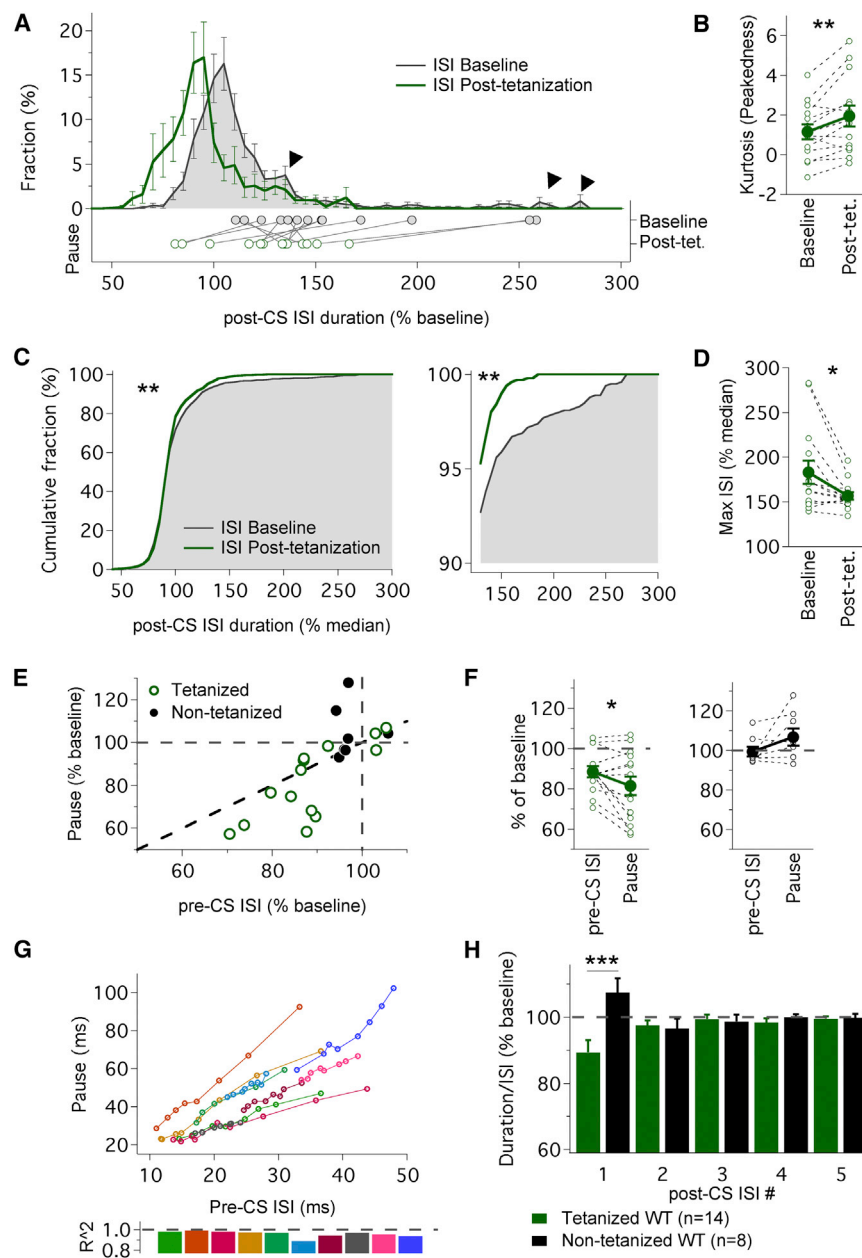 A
20
15
10
5
0
Fraction (%)
ISI Baseline
ISI Post-tetanization
Pause
Baseline
Post-tet.
50 100 150 200 250 300
post-CS ISI duration (% baseline)
B
**
6
4
2
0
-2
Kurtosis (Peakedness)
Baseline
Post-tet.
C
**
100
80
60
40
20
0
Cumulative fraction (%)
ISI Baseline
ISI Post-tetanization
50 100 150 200 250 300
post-CS ISI duration (% median)
**
100
95
90
150 200 250 300
D
*
300
250
200
150
100
Max ISI (% median)
Baseline
Post-tet.
E
Tetanized
Non-tetanized
120
100
80
60
Pause (% baseline)
60 80 100
pre-CS ISI (% baseline)
F
*
120
100
80
60
% of baseline
pre-CS ISI
Pause
120
100
80
60
pre-CS ISI
Pause
G
100
80
60
40
20
Pause (ms)
10 20 30 40 50
Pre-CS ISI (ms)
1.0
0.8
R^2
H
***
100
80
60
Duration/ISI (% baseline)
1 2 3 4 5
post-CS ISI #
Tetanized WT (n=14)
Non-tetanized WT (n=8)